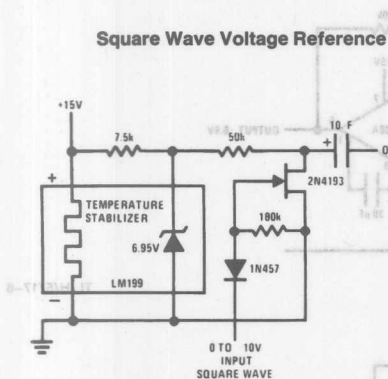 Square Wave Voltage Reference
+15V
7.5k
50k
10 F
+
2N4193
+
TEMPERATURE
STABILIZER
6.95V
180k
1N457
LM199
−
0 TO 10V
INPUT
SQUARE WAVE